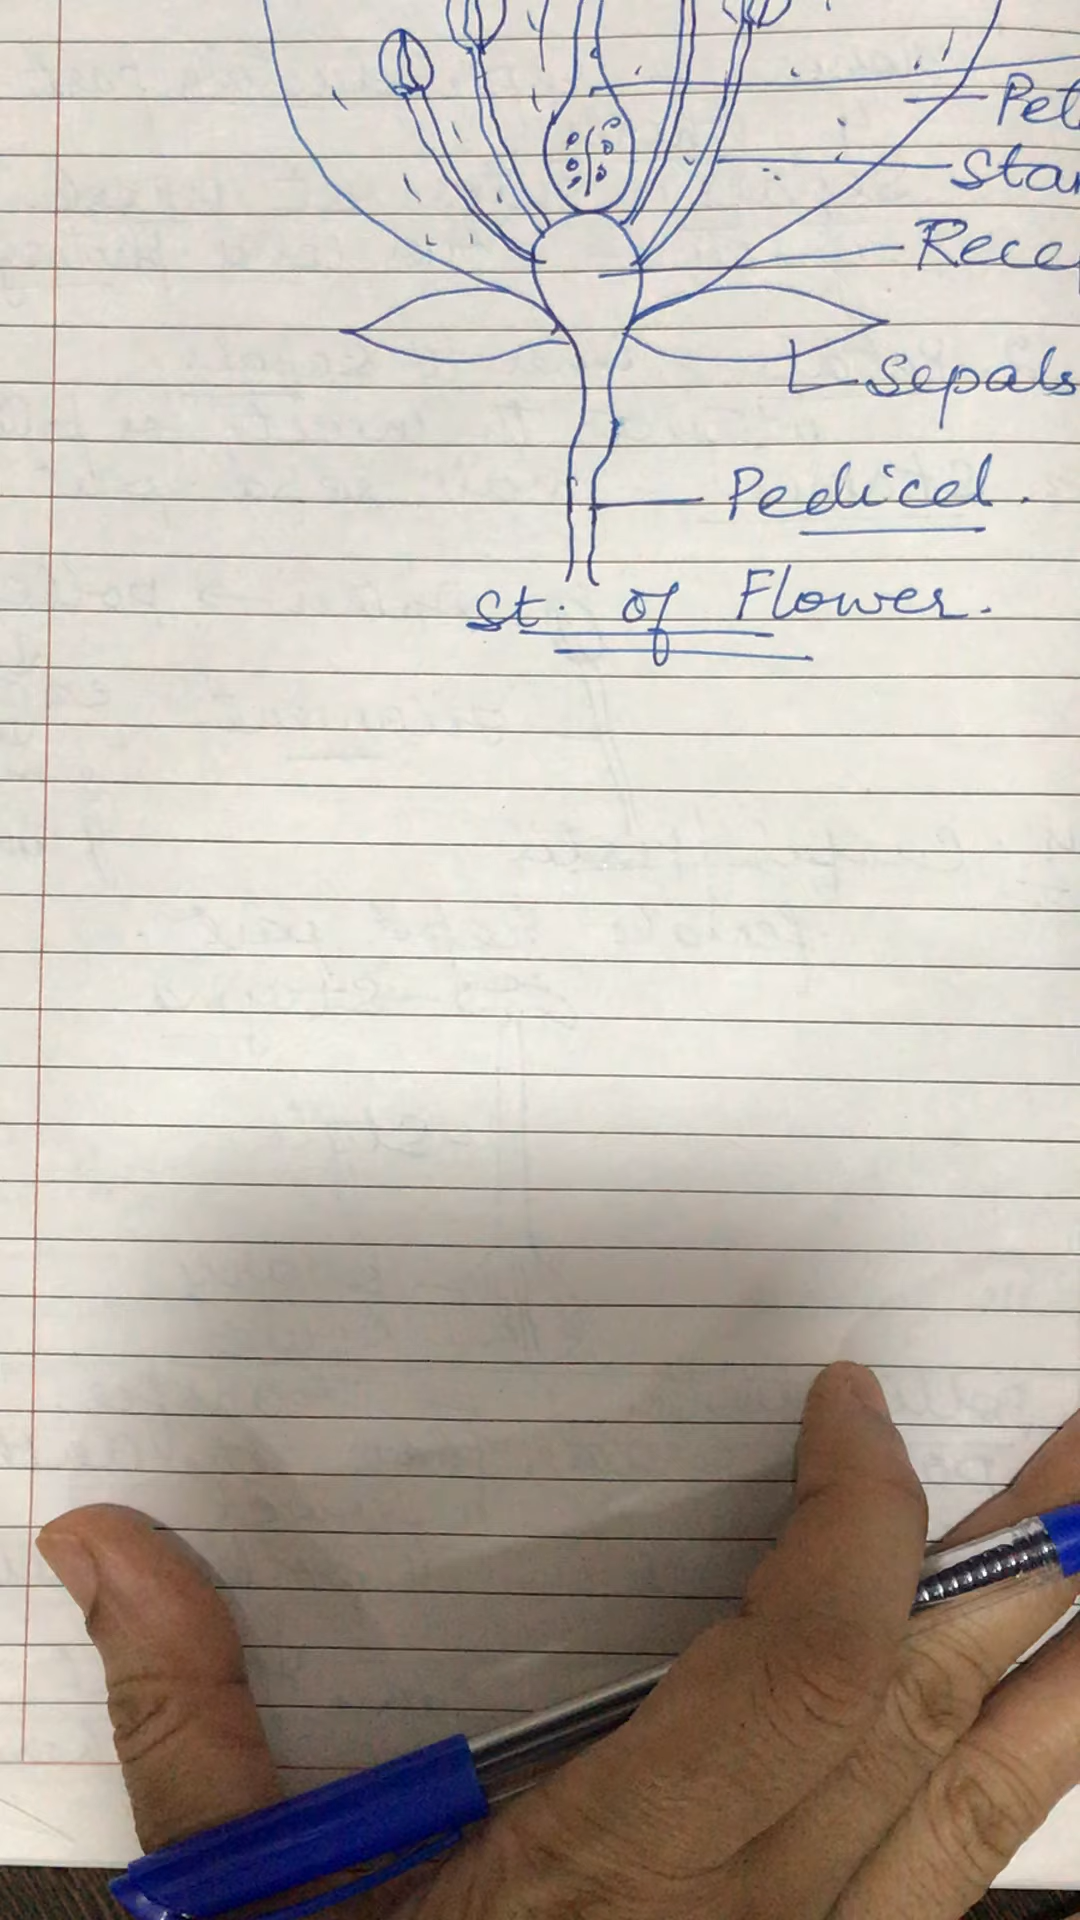 Pet
Sta
Rece
Sepals
Pedicel.
St. of Flower.